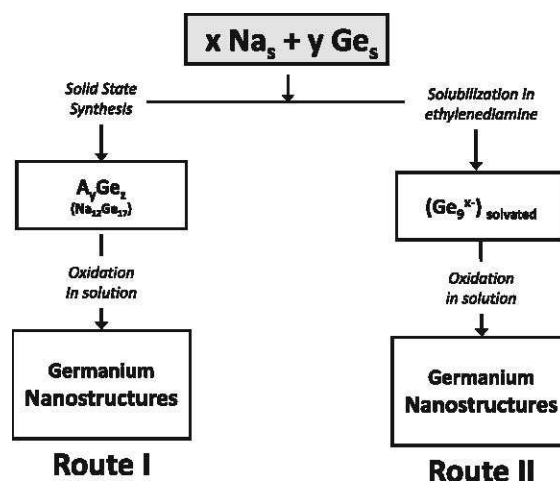 x Naₛ + y Geₛ
Solid State
Synthesis
Solubilization in
ethylenediamine
AᵧGe_z
(Na₁₂Ge₁₇)
(Ge₉ˣ⁻) solvated
Oxidation
in solution
Oxidation
in solution
Germanium
Nanostructures
Germanium
Nanostructures
Route I
Route II